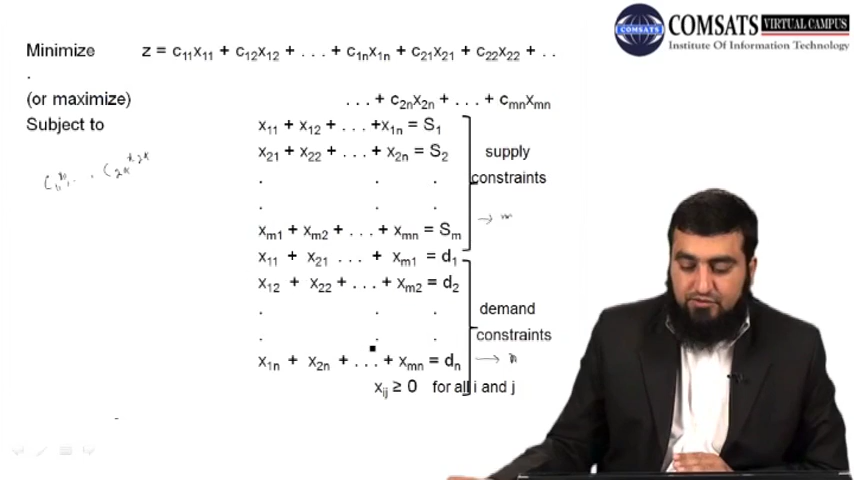 COMSATS VIRTUAL CAMPUS
Institute Of Information Technology
Minimize z = c₁₁x₁₁ + c₁₂x₁₂ + . . . + c₁ₙx₁ₙ + c₂₁x₂₁ + c₂₂x₂₂ + . .
.
(or maximize) . . . + c₂ₙx₂ₙ + . . . + cₘₙxₘₙ
Subject to x₁₁ + x₁₂ + . . . +x₁ₙ = S₁
x₂₁ + x₂₂ + . . . + x₂ₙ = S₂ supply
. . . constraints
. . .
xₘ₁ + xₘ₂ + . . . + xₘₙ = Sₘ → m
x₁₁ + x₂₁ . . . + xₘ₁ = d₁
x₁₂ + x₂₂ + . . . + xₘ₂ = d₂
. . . demand
. . . constraints
x₁ₙ + x₂ₙ + . . . + xₘₙ = dₙ → n
xᵢⱼ ≥ 0 for all i and j